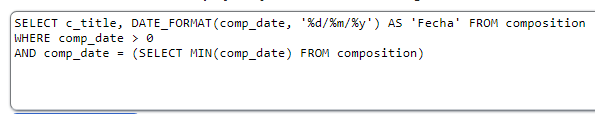 SELECT c_title, DATE_FORMAT(comp_date, '%d/%m/%y') AS 'Fecha' FROM composition
WHERE comp_date > 0
AND comp_date = (SELECT MIN(comp_date) FROM composition)